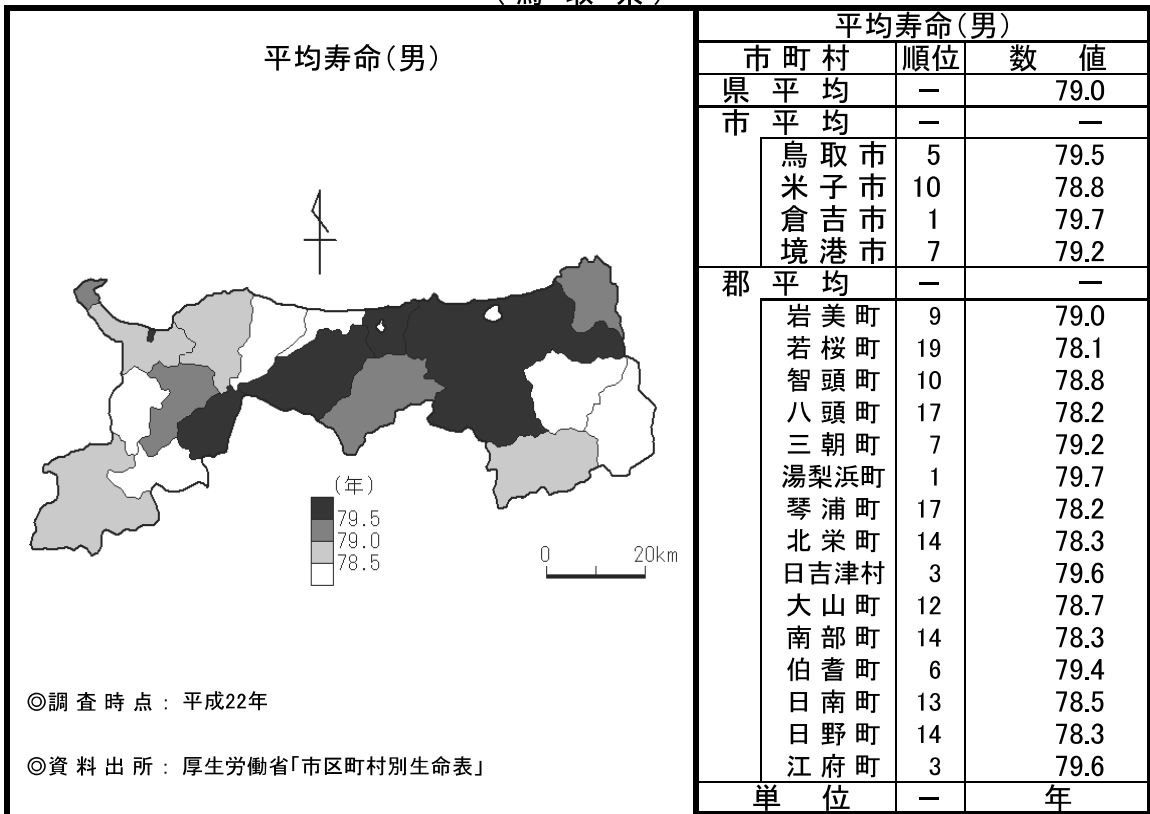 (鳥取県)
平均寿命(男)
(年)
79.5
79.0
78.5
0 20km
◎調査時点：平成22年
◎資料出所：厚生労働省「市区町村別生命表」
平均寿命(男)
市町村 順位 数値
県平均 － 79.0
市平均 － －
鳥取市 5 79.5
米子市 10 78.8
倉吉市 1 79.7
境港市 7 79.2
郡平均 － －
岩美町 9 79.0
若桜町 19 78.1
智頭町 10 78.8
八頭町 17 78.2
三朝町 7 79.2
湯梨浜町 1 79.7
琴浦町 17 78.2
北栄町 14 78.3
日吉津村 3 79.6
大山町 12 78.7
南部町 14 78.3
伯耆町 6 79.4
日南町 13 78.5
日野町 14 78.3
江府町 3 79.6
単位 － 年